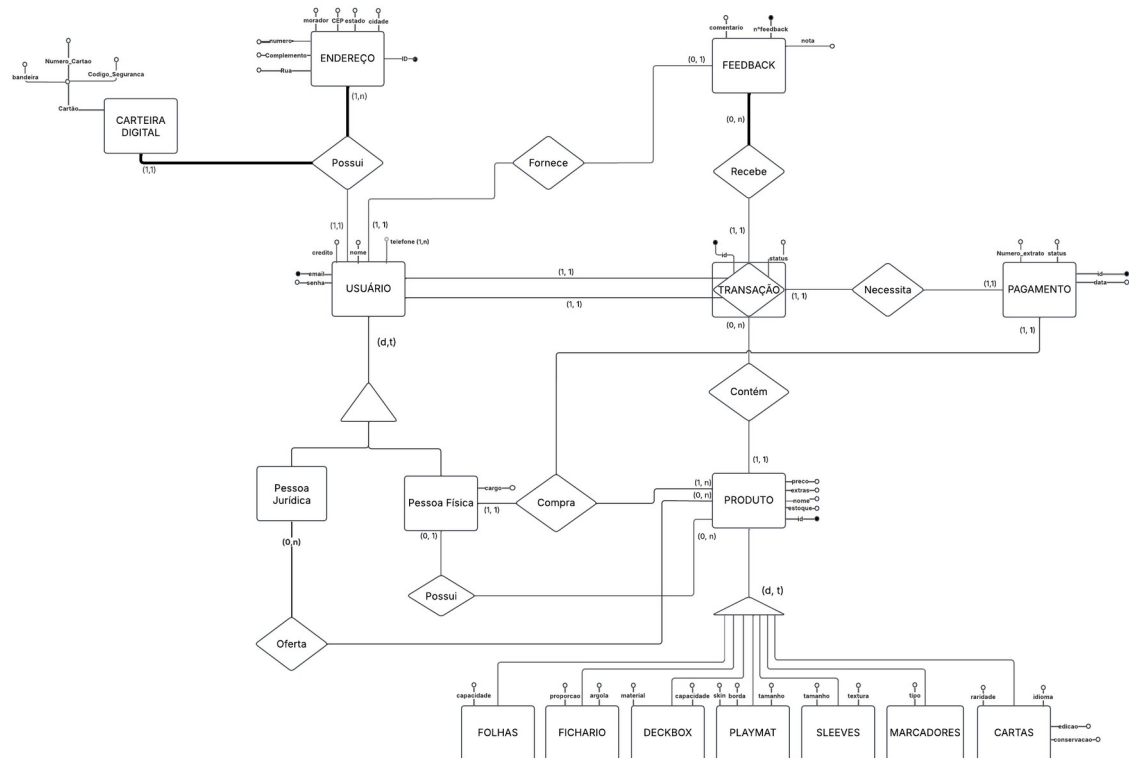 morador CEP estado cidade
numero
Complemento
Rua
ENDEREÇO
ID
(1,n)
Numero_Cartao
bandeira
Codigo_Seguranca
Cartão
CARTEIRA
DIGITAL
(1,1)
Possui
(1,1)
Fornece
(1, 1)
(0, 1)
comentario
n°feedback
nota
FEEDBACK
(0, n)
Recebe
(1, 1)
credito
nome
telefone (1,n)
email
senha
USUÁRIO
(1, 1)
(1, 1)
id
status
TRANSAÇÃO
(1, 1)
Necessita
(1,1)
Numero_extrato
status
PAGAMENTO
id
data
(1, 1)
(0, n)
(d,t)
Contém
(1, 1)
Pessoa
Jurídica
Pessoa Física
cargo
(1, 1)
Compra
(1, n)
(0, n)
PRODUTO
preco
extras
nome
estoque
id
(0,n)
(0, 1)
(0, n)
Possui
Oferta
(d, t)
capacidade
FOLHAS
proporcao
argola
FICHARIO
material
capacidade
DECKBOX
skin
borda
tamanho
PLAYMAT
tamanho
textura
SLEEVES
tipo
MARCADORES
raridade
idioma
CARTAS
edicao
conservacao